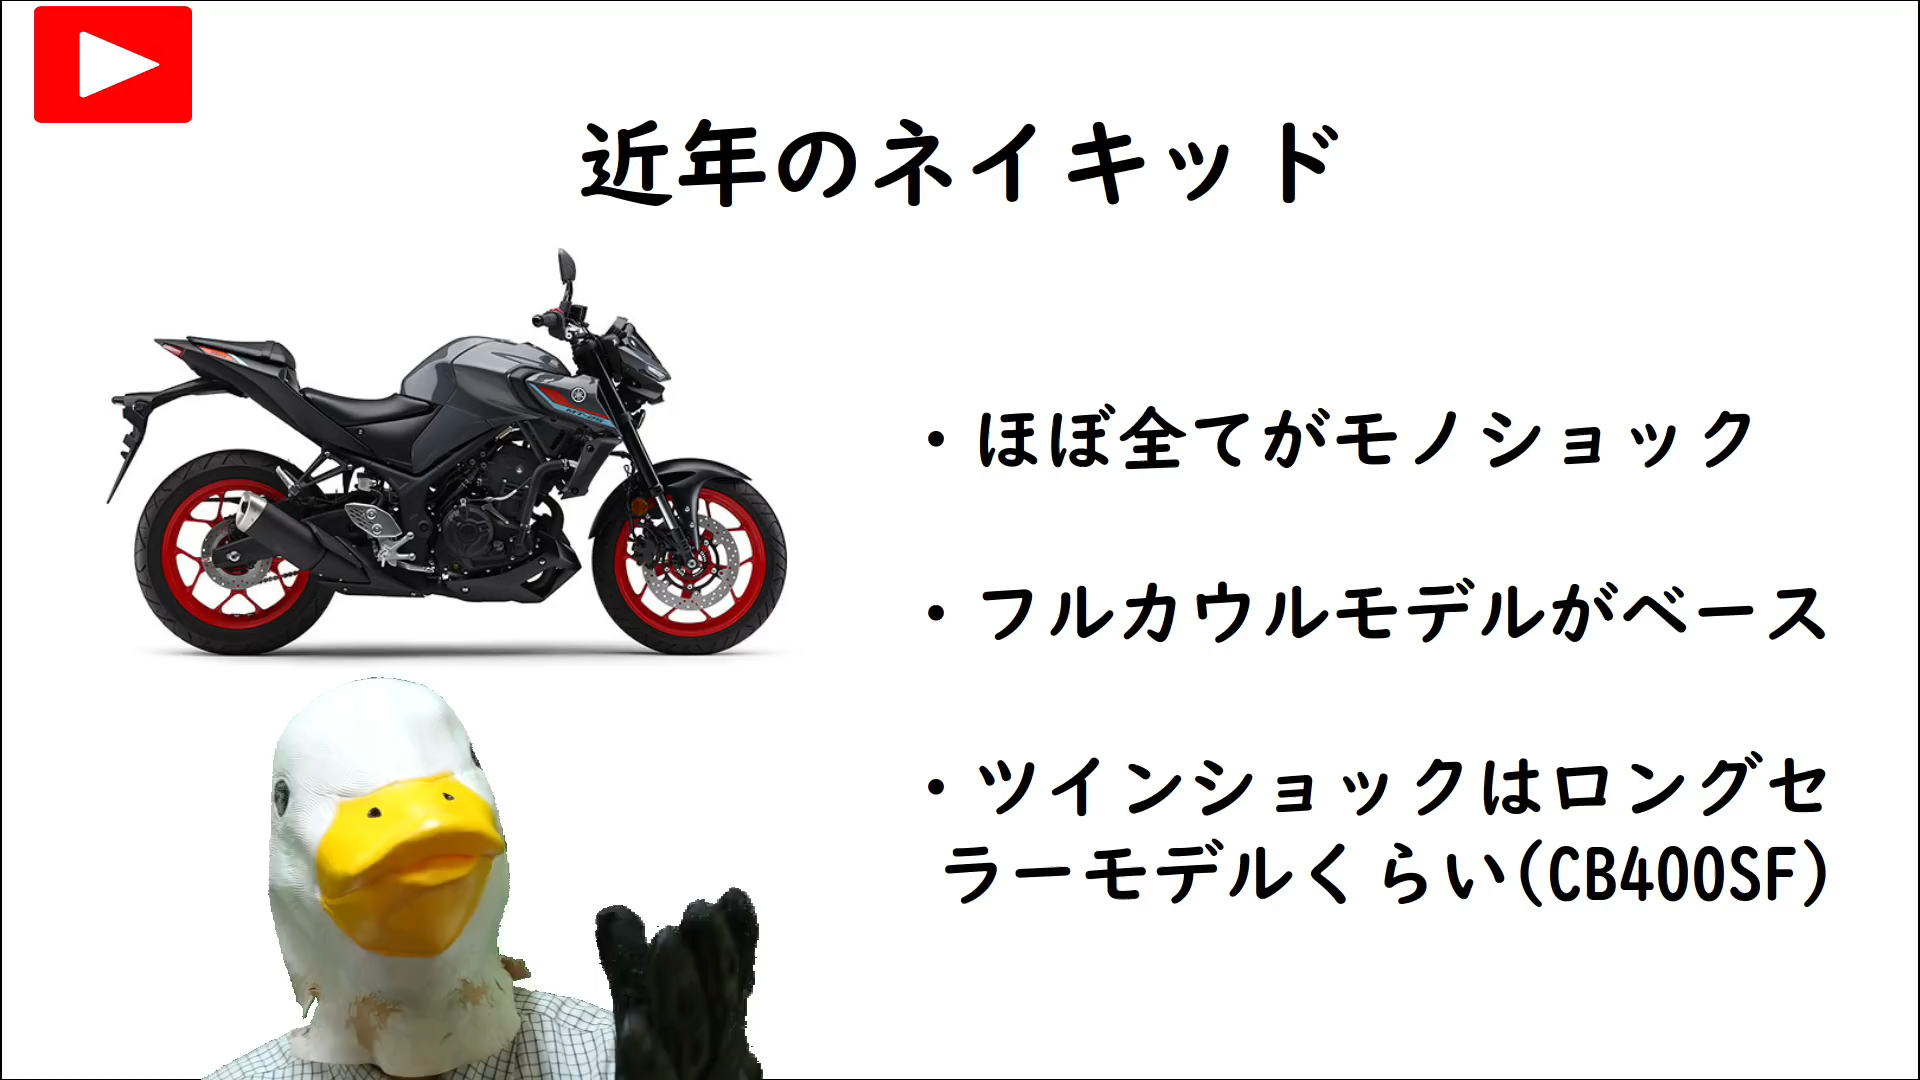 近年のネイキッド
・ほぼ全てがモノショック
・フルカウルモデルがベース
・ツインショックはロングセ
ラーモデルくらい(CB400SF)